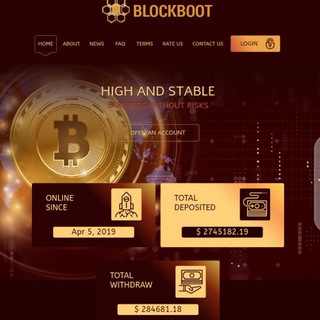 BLOCKBOOT
HOME ABOUT NEWS FAQ TERMS RATE US CONTACT US LOGIN
HIGH AND STABLE
EARNINGS WITHOUT RISKS
OPEN AN ACCOUNT
ONLINE
SINCE
Apr 5, 2019
TOTAL
DEPOSITED
$ 2745182.19
TOTAL
WITHDRAW
$ 284681.18